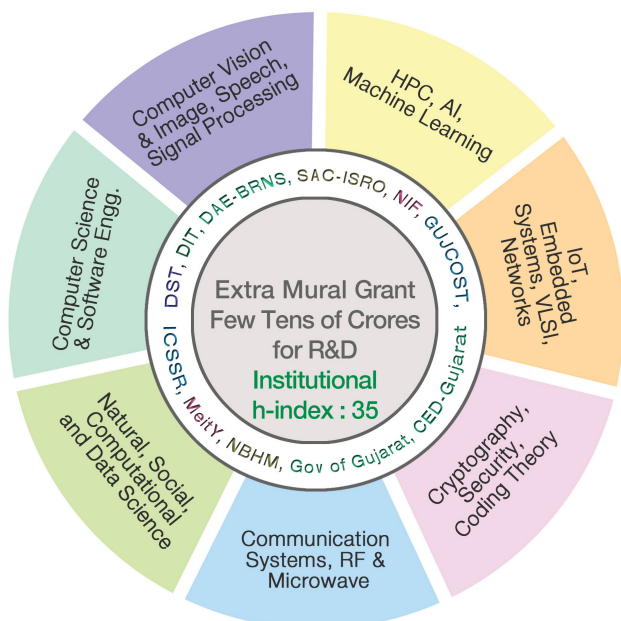 Computer Vision
& Image, Speech,
Signal Processing
HPC, AI,
Machine Learning
IoT,
Embedded
Systems, VLSI,
Networks
Cryptography,
Security,
Coding Theory
Communication
Systems, RF &
Microwave
Natural, Social,
Computational
and Data Science
Computer Science
& Software Engg.
DST, DIT, DAE-BRNS, SAC-ISRO, NIF, GUJCOST,
ICSSR, MeitY, NBHM, Gov of Gujarat, CED-Gujarat
Extra Mural Grant
Few Tens of Crores
for R&D
Institutional
h-index : 35